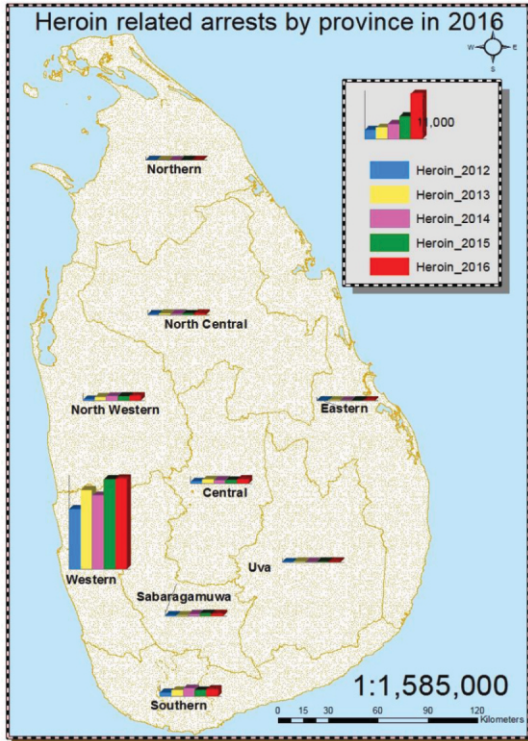 Heroin related arrests by province in 2016
N
W E
S
11,000
Heroin_2012
Heroin_2013
Heroin_2014
Heroin_2015
Heroin_2016
Northern
North Central
North Western
Eastern
Central
Western
Uva
Sabaragamuwa
Southern
1:1,585,000
0 15 30 60 90 120
Kilometers